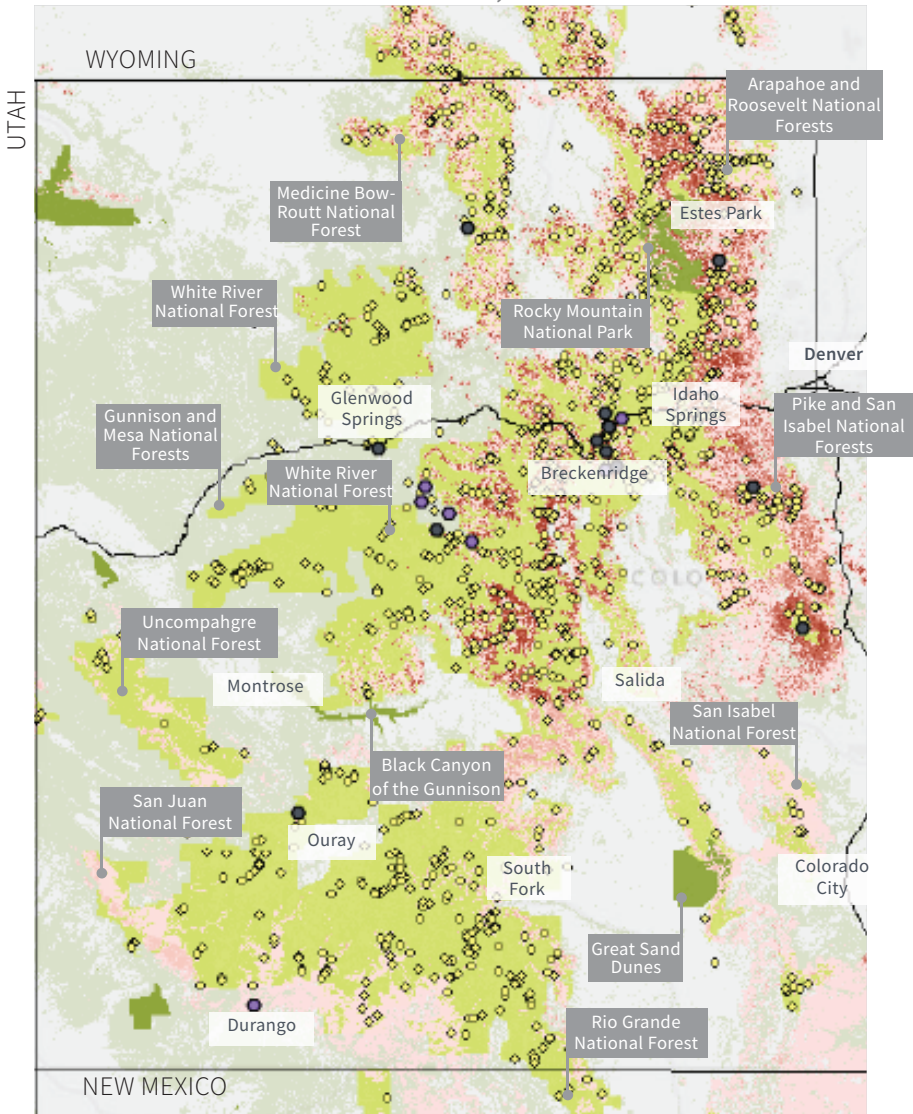 WYOMING
UTAH
Arapahoe and
Roosevelt National
Forests
Medicine Bow-
Routt National
Forest
Estes Park
White River
National Forest
Rocky Mountain
National Park
Denver
Glenwood
Springs
Idaho
Springs
Pike and San
Isabel National
Forests
Gunnison and
Mesa National
Forests
White River
National Forest
Breckenridge
COLO
Uncompahgre
National Forest
Montrose
Salida
San Isabel
National Forest
Black Canyon
of the Gunnison
San Juan
National Forest
Ouray
South
Fork
Colorado
City
Great Sand
Dunes
Durango
Rio Grande
National Forest
NEW MEXICO